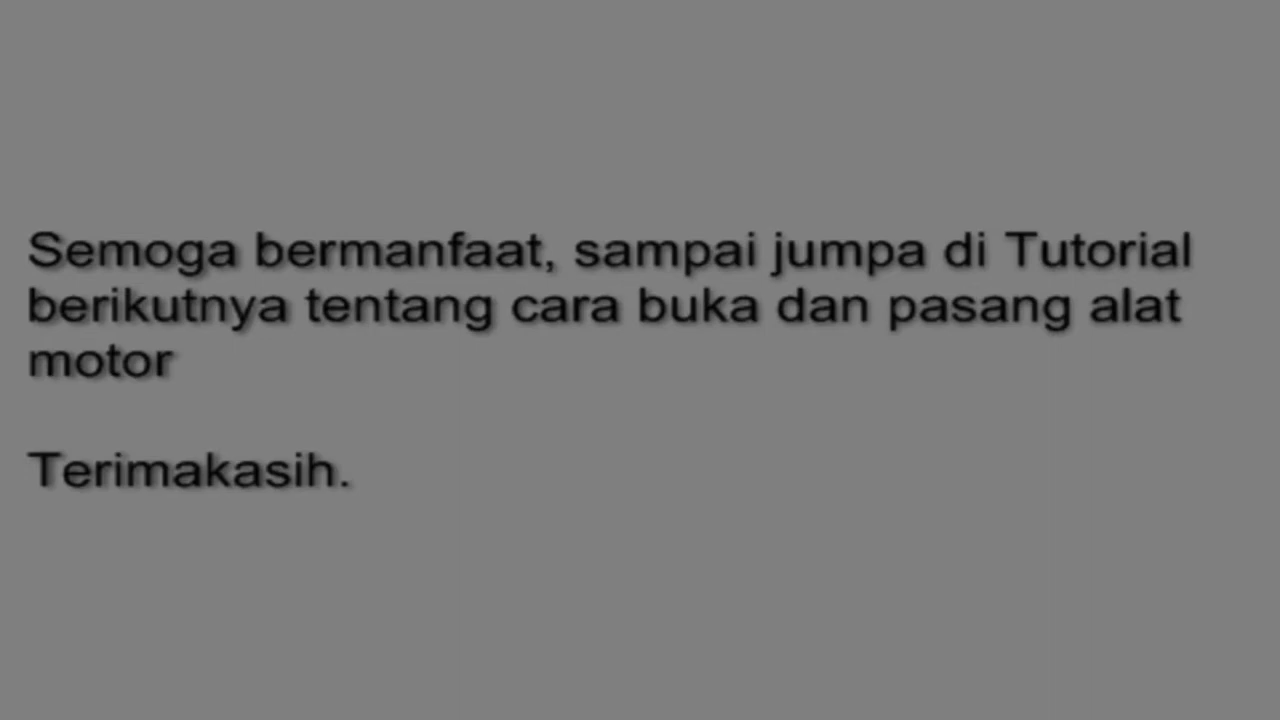 Semoga bermanfaat, sampai jumpa di Tutorial
berikutnya tentang cara buka dan pasang alat
motor
Terimakasih.